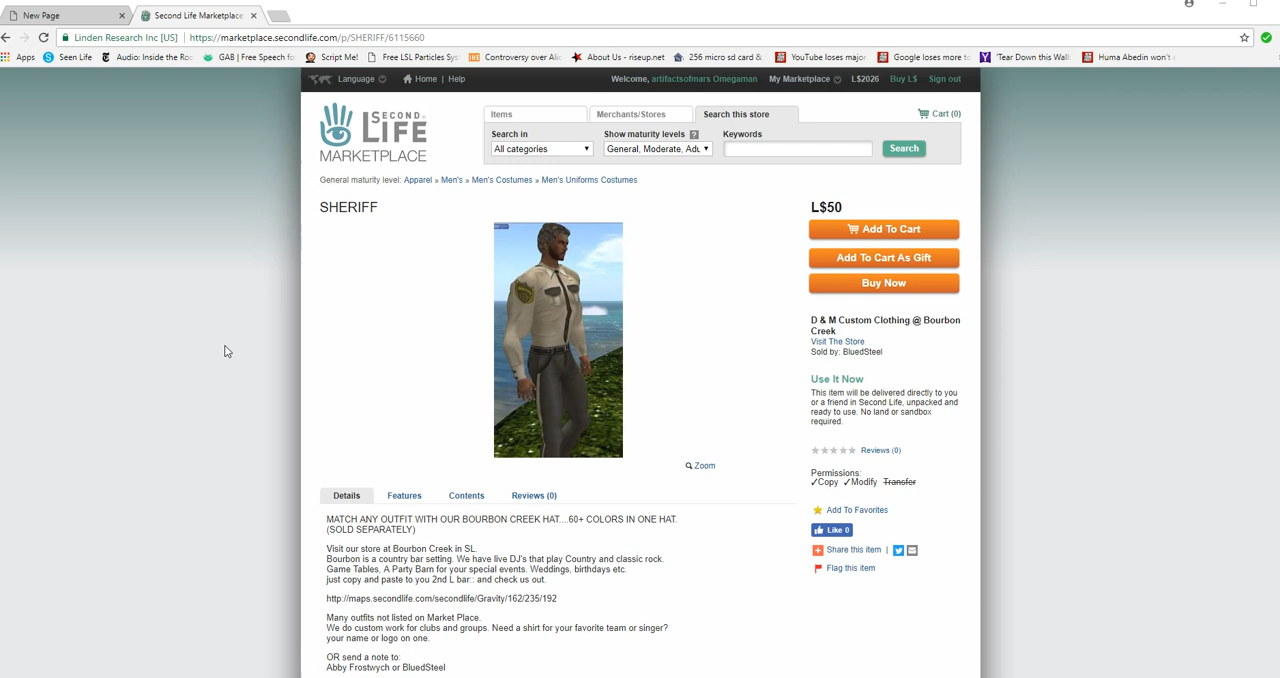 New Page
Second Life Marketplace
Linden Research Inc [US] | https://marketplace.secondlife.com/p/SHERIFF/6115660
Apps Seen Life Audio: Inside the Ro GAB | Free Speech fo Script Me! Free LSL Particles Sys Controversy over Ali About Us - riseup.net 256 micro sd card & YouTube loses major Google loses more to 'Tear Down this Wall Huma Abedin won't s
Language Home | Help Welcome, artifactsofmars Omegaman My Marketplace L$2026 Buy L$ Sign out
SECOND LIFE MARKETPLACE
Items Merchants/Stores Search this store Cart (0)
Search in Show maturity levels ? Keywords
All categories General, Moderate, Adu Search
General maturity level: Apparel » Men's » Men's Costumes » Men's Uniforms Costumes
SHERIFF
L$50
Add To Cart
Add To Cart As Gift
Buy Now
D & M Custom Clothing @ Bourbon
Creek
Visit The Store
Sold by: BluedSteel
Use It Now
This item will be delivered directly to you
or a friend in Second Life, unpacked and
ready to use. No land or sandbox
required.
Reviews (0)
Permissions:
✓Copy ✓Modify Transfer
Add To Favorites
Like 0
Share this item |
Flag this item
Zoom
Details Features Contents Reviews (0)
MATCH ANY OUTFIT WITH OUR BOURBON CREEK HAT....60+ COLORS IN ONE HAT.
(SOLD SEPARATELY)
Visit our store at Bourbon Creek in SL.
Bourbon is a country bar setting. We have live DJ's that play Country and classic rock.
Game Tables, A Party Barn for your special events. Weddings, birthdays etc.
just copy and paste to you 2nd L bar:: and check us out.
http://maps.secondlife.com/secondlife/Gravity/162/235/192
Many outfits not listed on Market Place.
We do custom work for clubs and groups. Need a shirt for your favorite team or singer?
your name or logo on one.
OR send a note to:
Abby Frostwych or BluedSteel